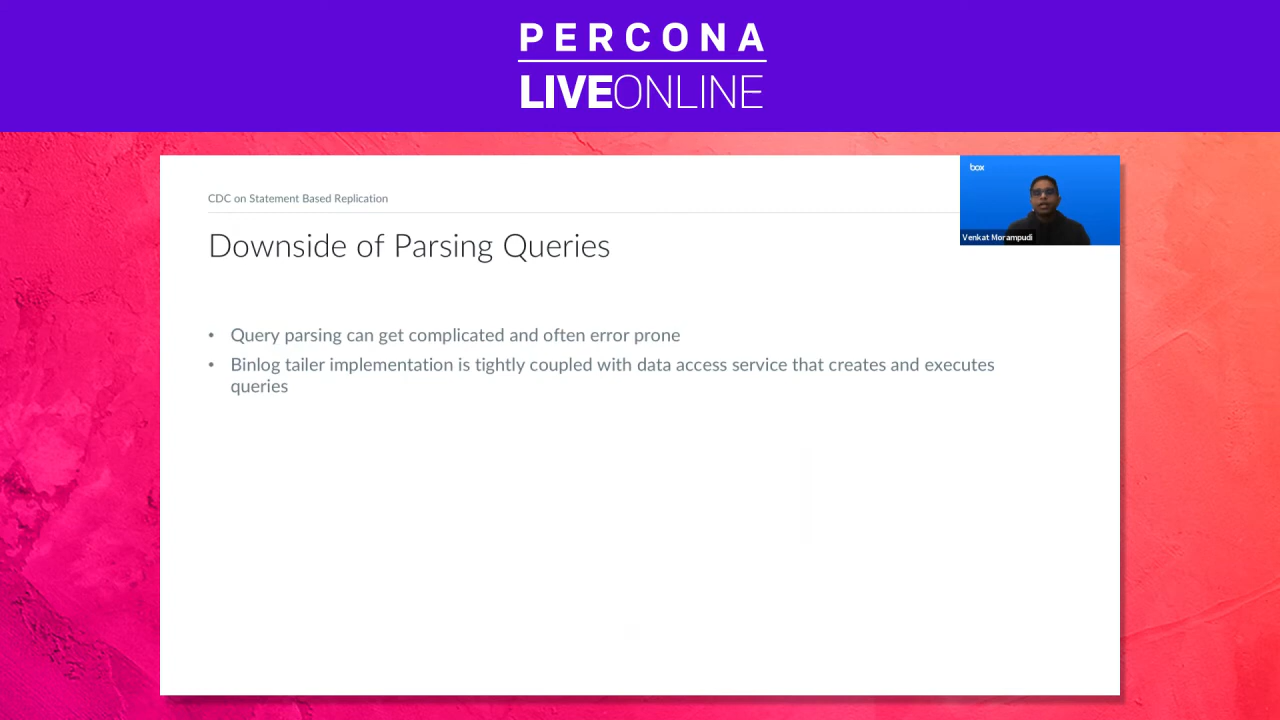 PERCONA
LIVEONLINE
box
CDC on Statement Based Replication
Venkat Morampudi
Downside of Parsing Queries
• Query parsing can get complicated and often error prone
• Binlog tailer implementation is tightly coupled with data access service that creates and executes
queries